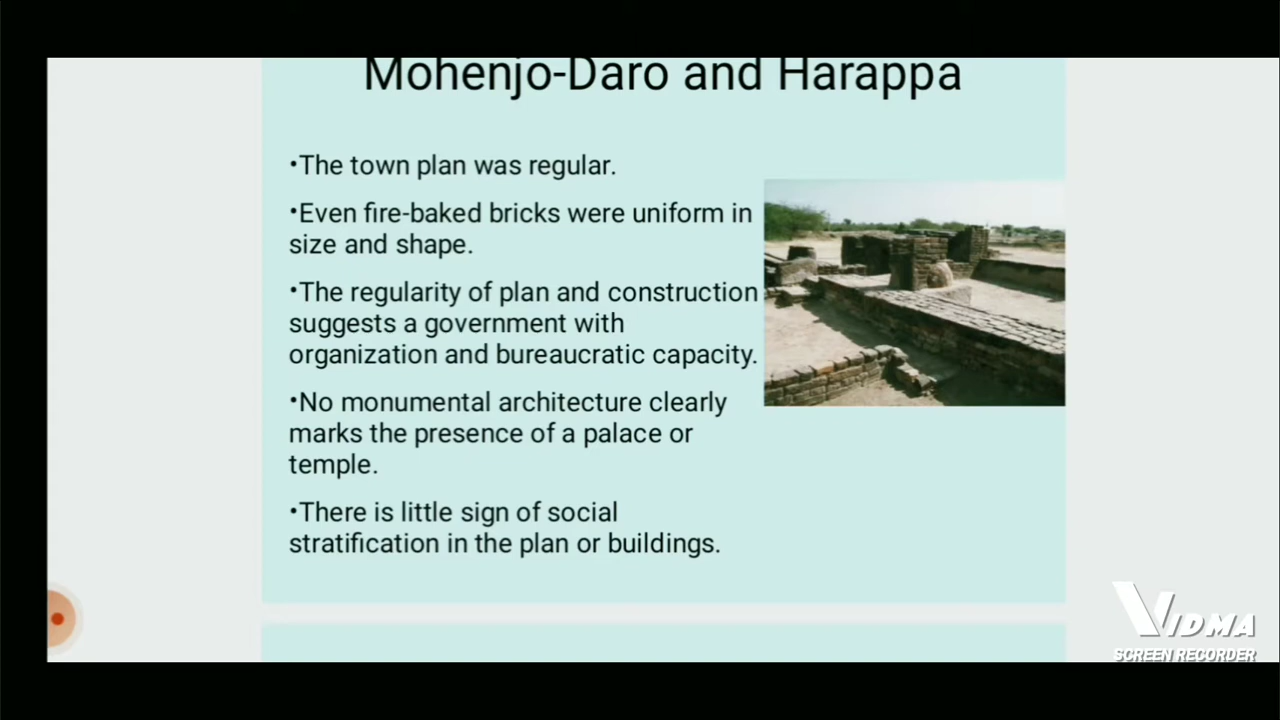 Mohenjo-Daro and Harappa
•The town plan was regular.
•Even fire-baked bricks were uniform in
size and shape.
•The regularity of plan and construction
suggests a government with
organization and bureaucratic capacity.
•No monumental architecture clearly
marks the presence of a palace or
temple.
•There is little sign of social
stratification in the plan or buildings.
VIDMA
SCREEN RECORDER